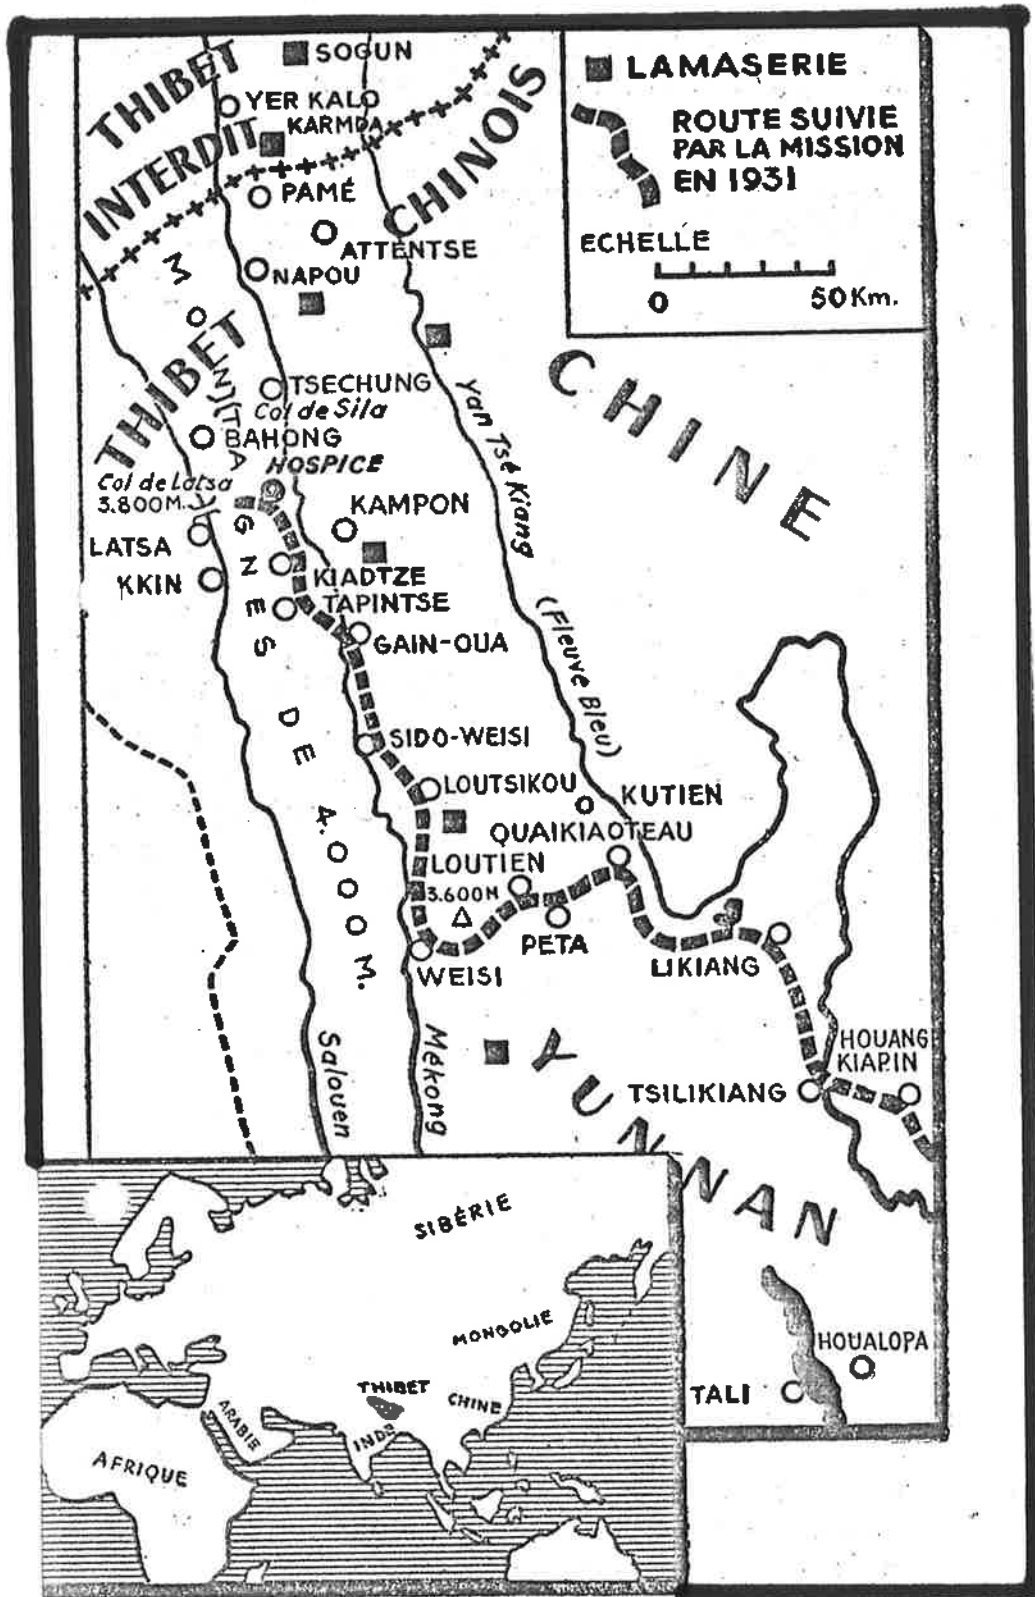 THIBET
INTERDIT
SOGUN
YER KALO
KARMDA
PAMÉ
CHINOIS
ATTENTSE
NAPOU
LAMASERIE
ROUTE SUIVIE
PAR LA MISSION
EN 1931
ECHELLE
0 50 Km.
THIBET
MONTAGNES DE 4.000 M.
TSECHUNG
Col de Sila
BAHONG
HOSPICE
Col de Latsa
3.800M.
LATSA
KKIN
KAMPON
KIADTZE
TAPINTSE
GAIN-OUA
SIDO-WEISI
LOUTSIKOU
Yan Tsé Kiang
(Fleuve Bleu)
CHINE
KUTIEN
QUAIKIAOTEAU
LOUTIEN
3.600M
PETA
WEISI
LIKIANG
Salouen
Mékong
YUNNAN
HOUANG
KIAPIN
TSILIKIANG
HOUALOPA
TALI
SIBÉRIE
MONGOLIE
THIBET
CHINE
INDE
ARABIE
AFRIQUE